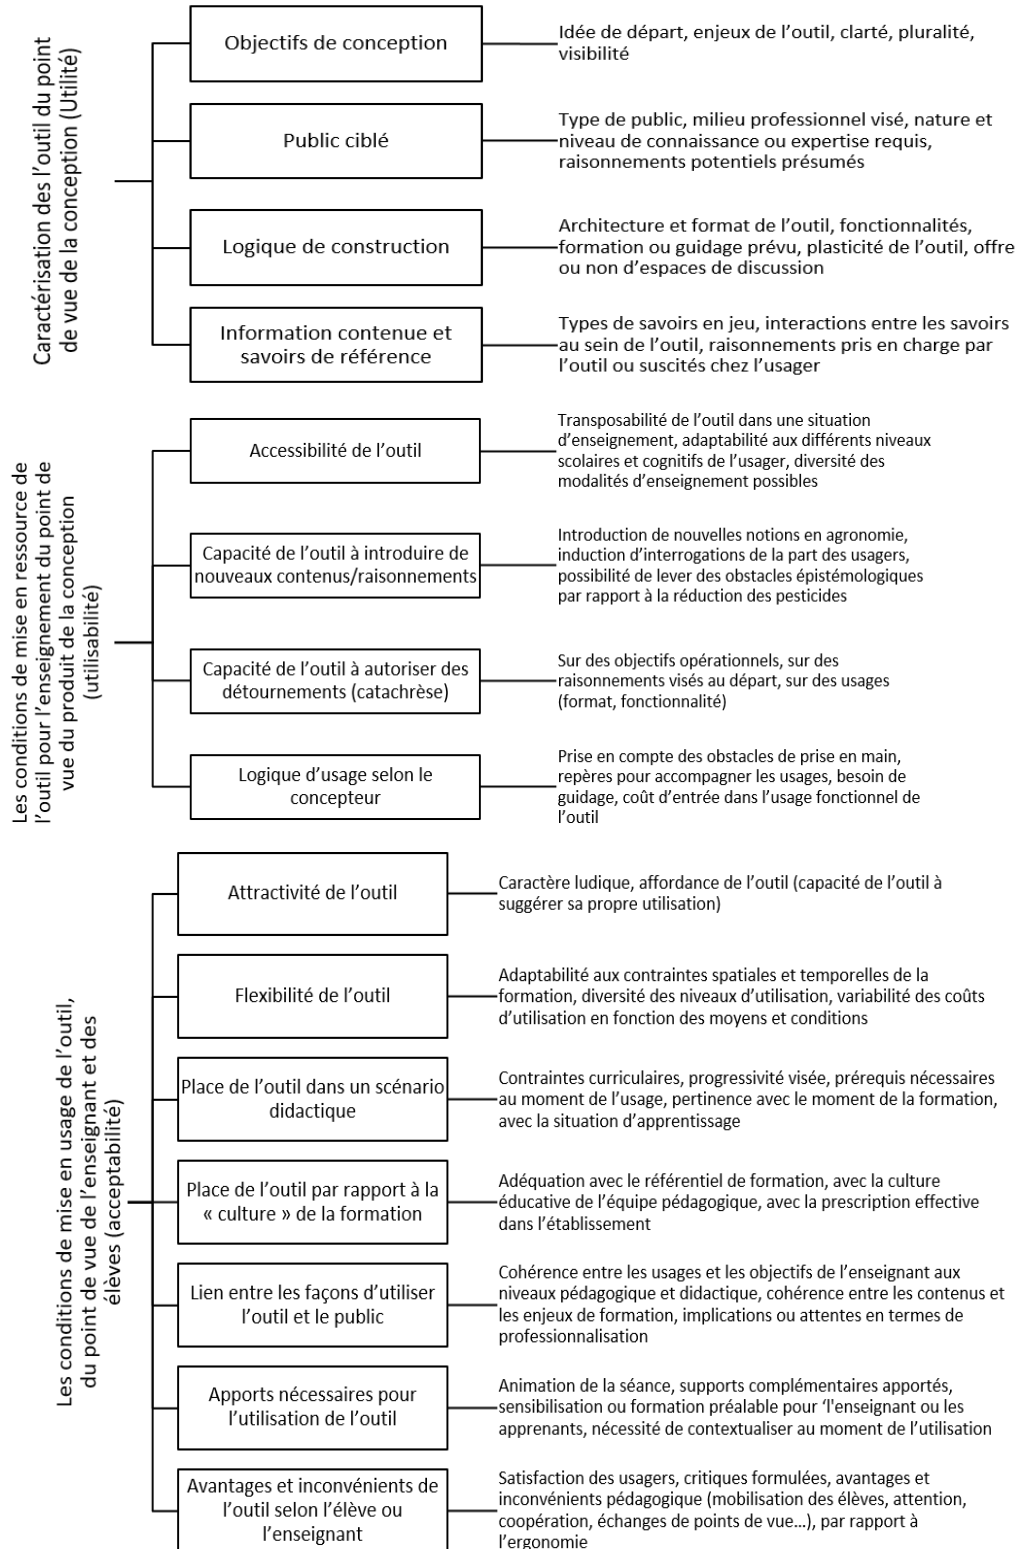 Caractérisation des l’outil du point
de vue de la conception (Utilité)
Objectifs de conception
Idée de départ, enjeux de l’outil, clarté, pluralité,
visibilité
Public ciblé
Type de public, milieu professionnel visé, nature et
niveau de connaissance ou expertise requis,
raisonnements potentiels présumés
Logique de construction
Architecture et format de l’outil, fonctionnalités,
formation ou guidage prévu, plasticité de l’outil, offre
ou non d’espaces de discussion
Information contenue et
savoirs de référence
Types de savoirs en jeu, interactions entre les savoirs
au sein de l’outil, raisonnements pris en charge par
l’outil ou suscités chez l’usager
Les conditions de mise en ressource de
l’outil pour l’enseignement du point de
vue du produit de la conception
(utilisabilité)
Accessibilité de l’outil
Transposabilité de l’outil dans une situation
d’enseignement, adaptabilité aux différents niveaux
scolaires et cognitifs de l’usager, diversité des
modalités d’enseignement possibles
Capacité de l’outil à introduire de
nouveaux contenus/raisonnements
Introduction de nouvelles notions en agronomie,
induction d’interrogations de la part des usagers,
possibilité de lever des obstacles épistémologiques
par rapport à la réduction des pesticides
Capacité de l’outil à autoriser des
détournements (catachrèse)
Sur des objectifs opérationnels, sur des
raisonnements visés au départ, sur des usages
(format, fonctionnalité)
Logique d’usage selon le
concepteur
Prise en compte des obstacles de prise en main,
repères pour accompagner les usages, besoin de
guidage, coût d’entrée dans l’usage fonctionnel de
l’outil
Les conditions de mise en usage de l’outil,
du point de vue de l’enseignant et des
élèves (acceptabilité)
Attractivité de l’outil
Caractère ludique, affordance de l’outil (capacité de l’outil à
suggérer sa propre utilisation)
Flexibilité de l’outil
Adaptabilité aux contraintes spatiales et temporelles de la
formation, diversité des niveaux d’utilisation, variabilité des coûts
d’utilisation en fonction des moyens et conditions
Place de l’outil dans un scénario
didactique
Contraintes curriculaires, progressivité visée, prérequis nécessaires
au moment de l’usage, pertinence avec le moment de la formation,
avec la situation d’apprentissage
Place de l’outil par rapport à la
« culture » de la formation
Adéquation avec le référentiel de formation, avec la culture
éducative de l’équipe pédagogique, avec la prescription effective
dans l’établissement
Lien entre les façons d’utiliser
l’outil et le public
Cohérence entre les usages et les objectifs de l’enseignant aux
niveaux pédagogique et didactique, cohérence entre les contenus et
les enjeux de formation, implications ou attentes en termes de
professionnalisation
Apports nécessaires pour
l’utilisation de l’outil
Animation de la séance, supports complémentaires apportés,
sensibilisation ou formation préalable pour ‘l'enseignant ou les
apprenants, nécessité de contextualiser au moment de l’utilisation
Avantages et inconvénients de
l’outil selon l’élève ou
l’enseignant
Satisfaction des usagers, critiques formulées, avantages et
inconvénients pédagogique (mobilisation des élèves, attention,
coopération, échanges de points de vue…), par rapport à
l’ergonomie